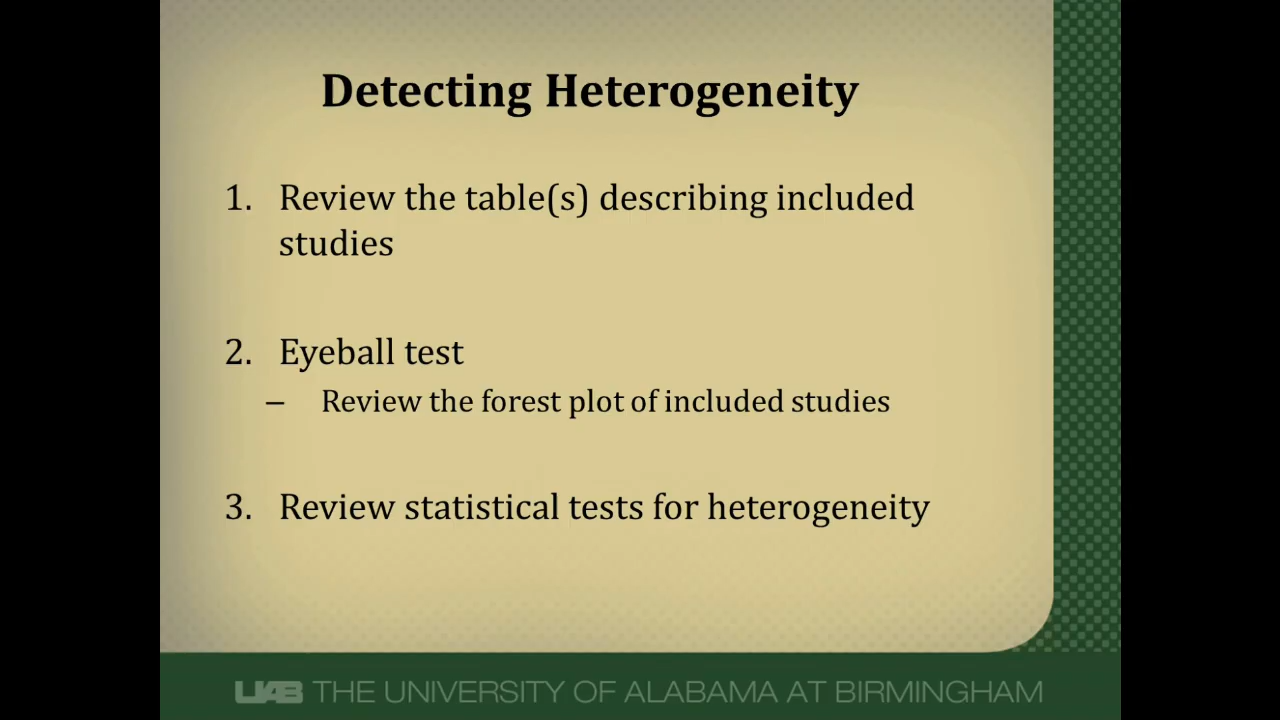 Detecting Heterogeneity
1. Review the table(s) describing included
studies
2. Eyeball test
– Review the forest plot of included studies
3. Review statistical tests for heterogeneity
UAB THE UNIVERSITY OF ALABAMA AT BIRMINGHAM